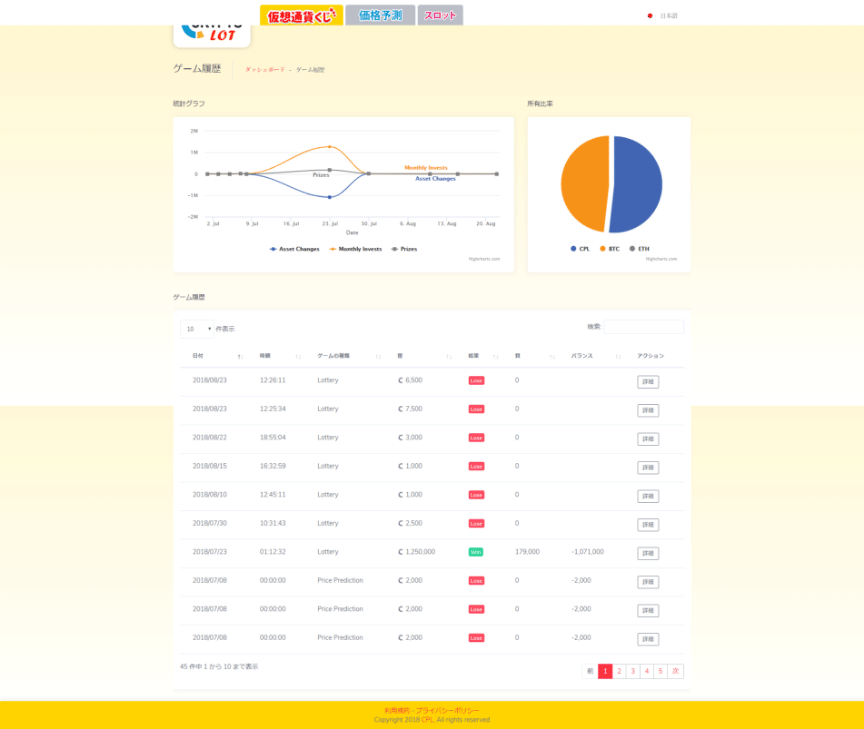 仮想通貨くじ 価格予測 スロット 日本語
LOT
ゲーム履歴 ダッシュボード - ゲーム履歴
統計グラフ 所有比率
2M
1M
0
-1M
-2M
Monthly Invests
Prizes
Asset Changes
2. Jul 9. Jul 16. Jul 23. Jul 30. Jul 6. Aug 13. Aug 20. Aug
Date
Asset Changes Monthly Invests Prizes
CPL BTC ETH
Highcharts.com Highcharts.com
ゲーム履歴
10 件表示 検索
日付 時間 ゲームの種類 結果 バランス アクション
2018/08/23 12:26:11 Lottery C 6,500 Lose 0 詳細
2018/08/23 12:25:34 Lottery C 7,500 Lose 0 詳細
2018/08/22 18:55:04 Lottery C 3,000 Lose 0 詳細
2018/08/15 16:32:59 Lottery C 1,000 Lose 0 詳細
2018/08/10 12:45:11 Lottery C 1,000 Lose 0 詳細
2018/07/30 10:31:43 Lottery C 2,500 Lose 0 詳細
2018/07/23 01:12:32 Lottery C 1,250,000 Win 179,000 -1,071,000 詳細
2018/07/08 00:00:00 Price Prediction C 2,000 Lose 0 -2,000 詳細
2018/07/08 00:00:00 Price Prediction C 2,000 Lose 0 -2,000 詳細
2018/07/08 00:00:00 Price Prediction C 2,000 Lose 0 -2,000 詳細
45 件中 1 から 10 まで表示 前 1 2 3 4 5 次
利用規約 - プライバシーポリシー
Copyright 2018 CPL. All rights reserved